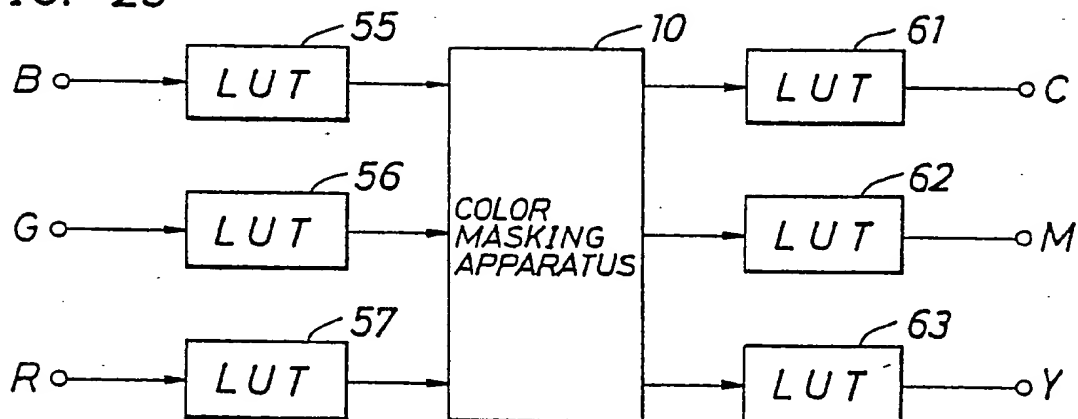 55 10 61
B LUT LUT C
56 62
G LUT COLOR MASKING APPARATUS LUT M
57 63
R LUT LUT Y